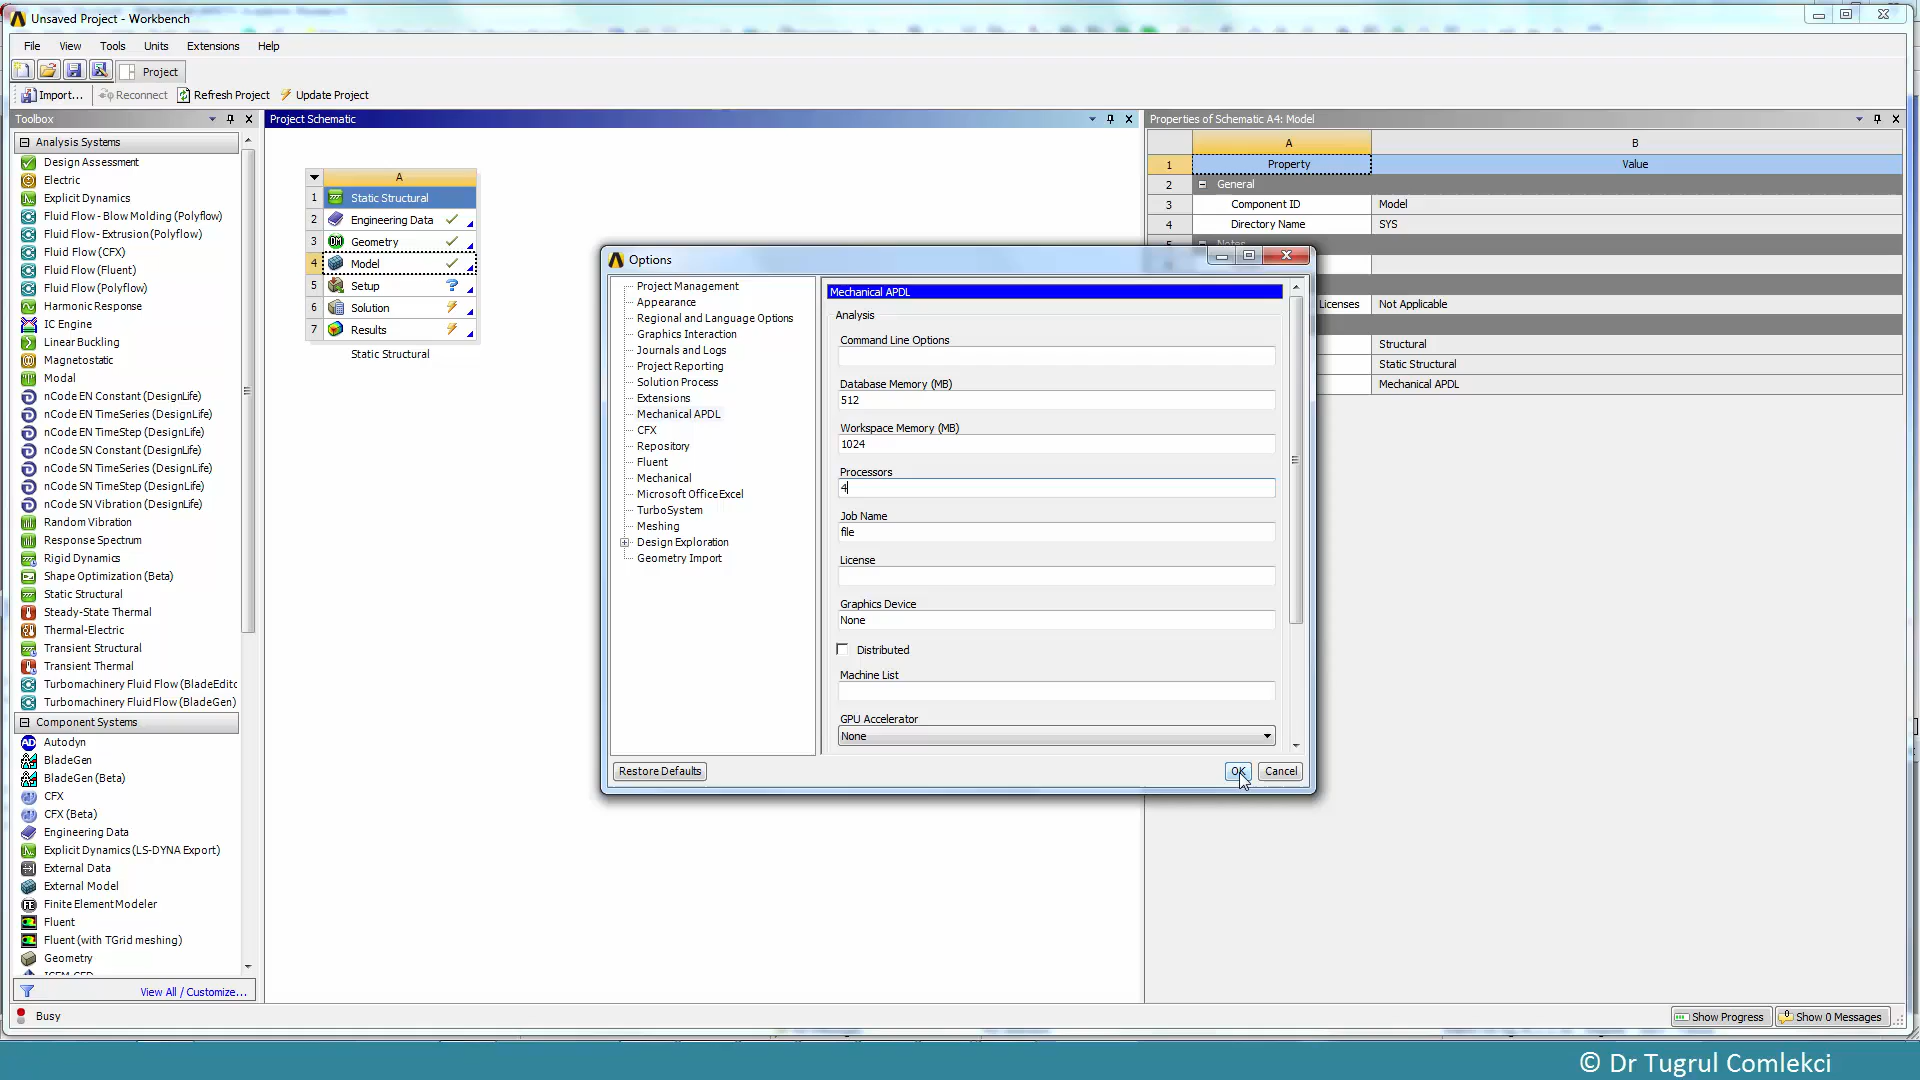 Unsaved Project - Workbench
File View Tools Units Extensions Help
Project
Import... Reconnect Refresh Project Update Project
Toolbox
Analysis Systems
Design Assessment
Electric
Explicit Dynamics
Fluid Flow - Blow Molding (Polyflow)
Fluid Flow - Extrusion (Polyflow)
Fluid Flow (CFX)
Fluid Flow (Fluent)
Fluid Flow (Polyflow)
Harmonic Response
IC Engine
Linear Buckling
Magnetostatic
Modal
nCode EN Constant (DesignLife)
nCode EN TimeSeries (DesignLife)
nCode EN TimeStep (DesignLife)
nCode SN Constant (DesignLife)
nCode SN TimeSeries (DesignLife)
nCode SN TimeStep (DesignLife)
nCode SN Vibration (DesignLife)
Random Vibration
Response Spectrum
Rigid Dynamics
Shape Optimization (Beta)
Static Structural
Steady-State Thermal
Thermal-Electric
Transient Structural
Transient Thermal
Turbomachinery Fluid Flow (BladeEdito
Turbomachinery Fluid Flow (BladeGen)
Component Systems
Autodyn
BladeGen
BladeGen (Beta)
CFX
CFX (Beta)
Engineering Data
Explicit Dynamics (LS-DYNA Export)
External Data
External Model
Finite Element Modeler
Fluent
Fluent (with TGrid meshing)
Geometry
View All / Customize...
Project Schematic
A
1 Static Structural
2 Engineering Data
3 Geometry
4 Model
5 Setup
6 Solution
7 Results
Static Structural
Options
Project Management
Appearance
Regional and Language Options
Graphics Interaction
Journals and Logs
Project Reporting
Solution Process
Extensions
Mechanical APDL
CFX
Repository
Fluent
Mechanical
Microsoft Office Excel
TurboSystem
Meshing
Design Exploration
Geometry Import
Mechanical APDL
Analysis
Command Line Options
Database Memory (MB)
512
Workspace Memory (MB)
1024
Processors
4
Job Name
file
License
Graphics Device
None
Distributed
Machine List
GPU Accelerator
None
Restore Defaults OK Cancel
Properties of Schematic A4: Model
A B
1 Property Value
2 General
3 Component ID Model
4 Directory Name SYS
5 Notes
Licenses Not Applicable
Structural
Static Structural
Mechanical APDL
Busy
Show Progress Show 0 Messages
© Dr Tugrul Comlekci